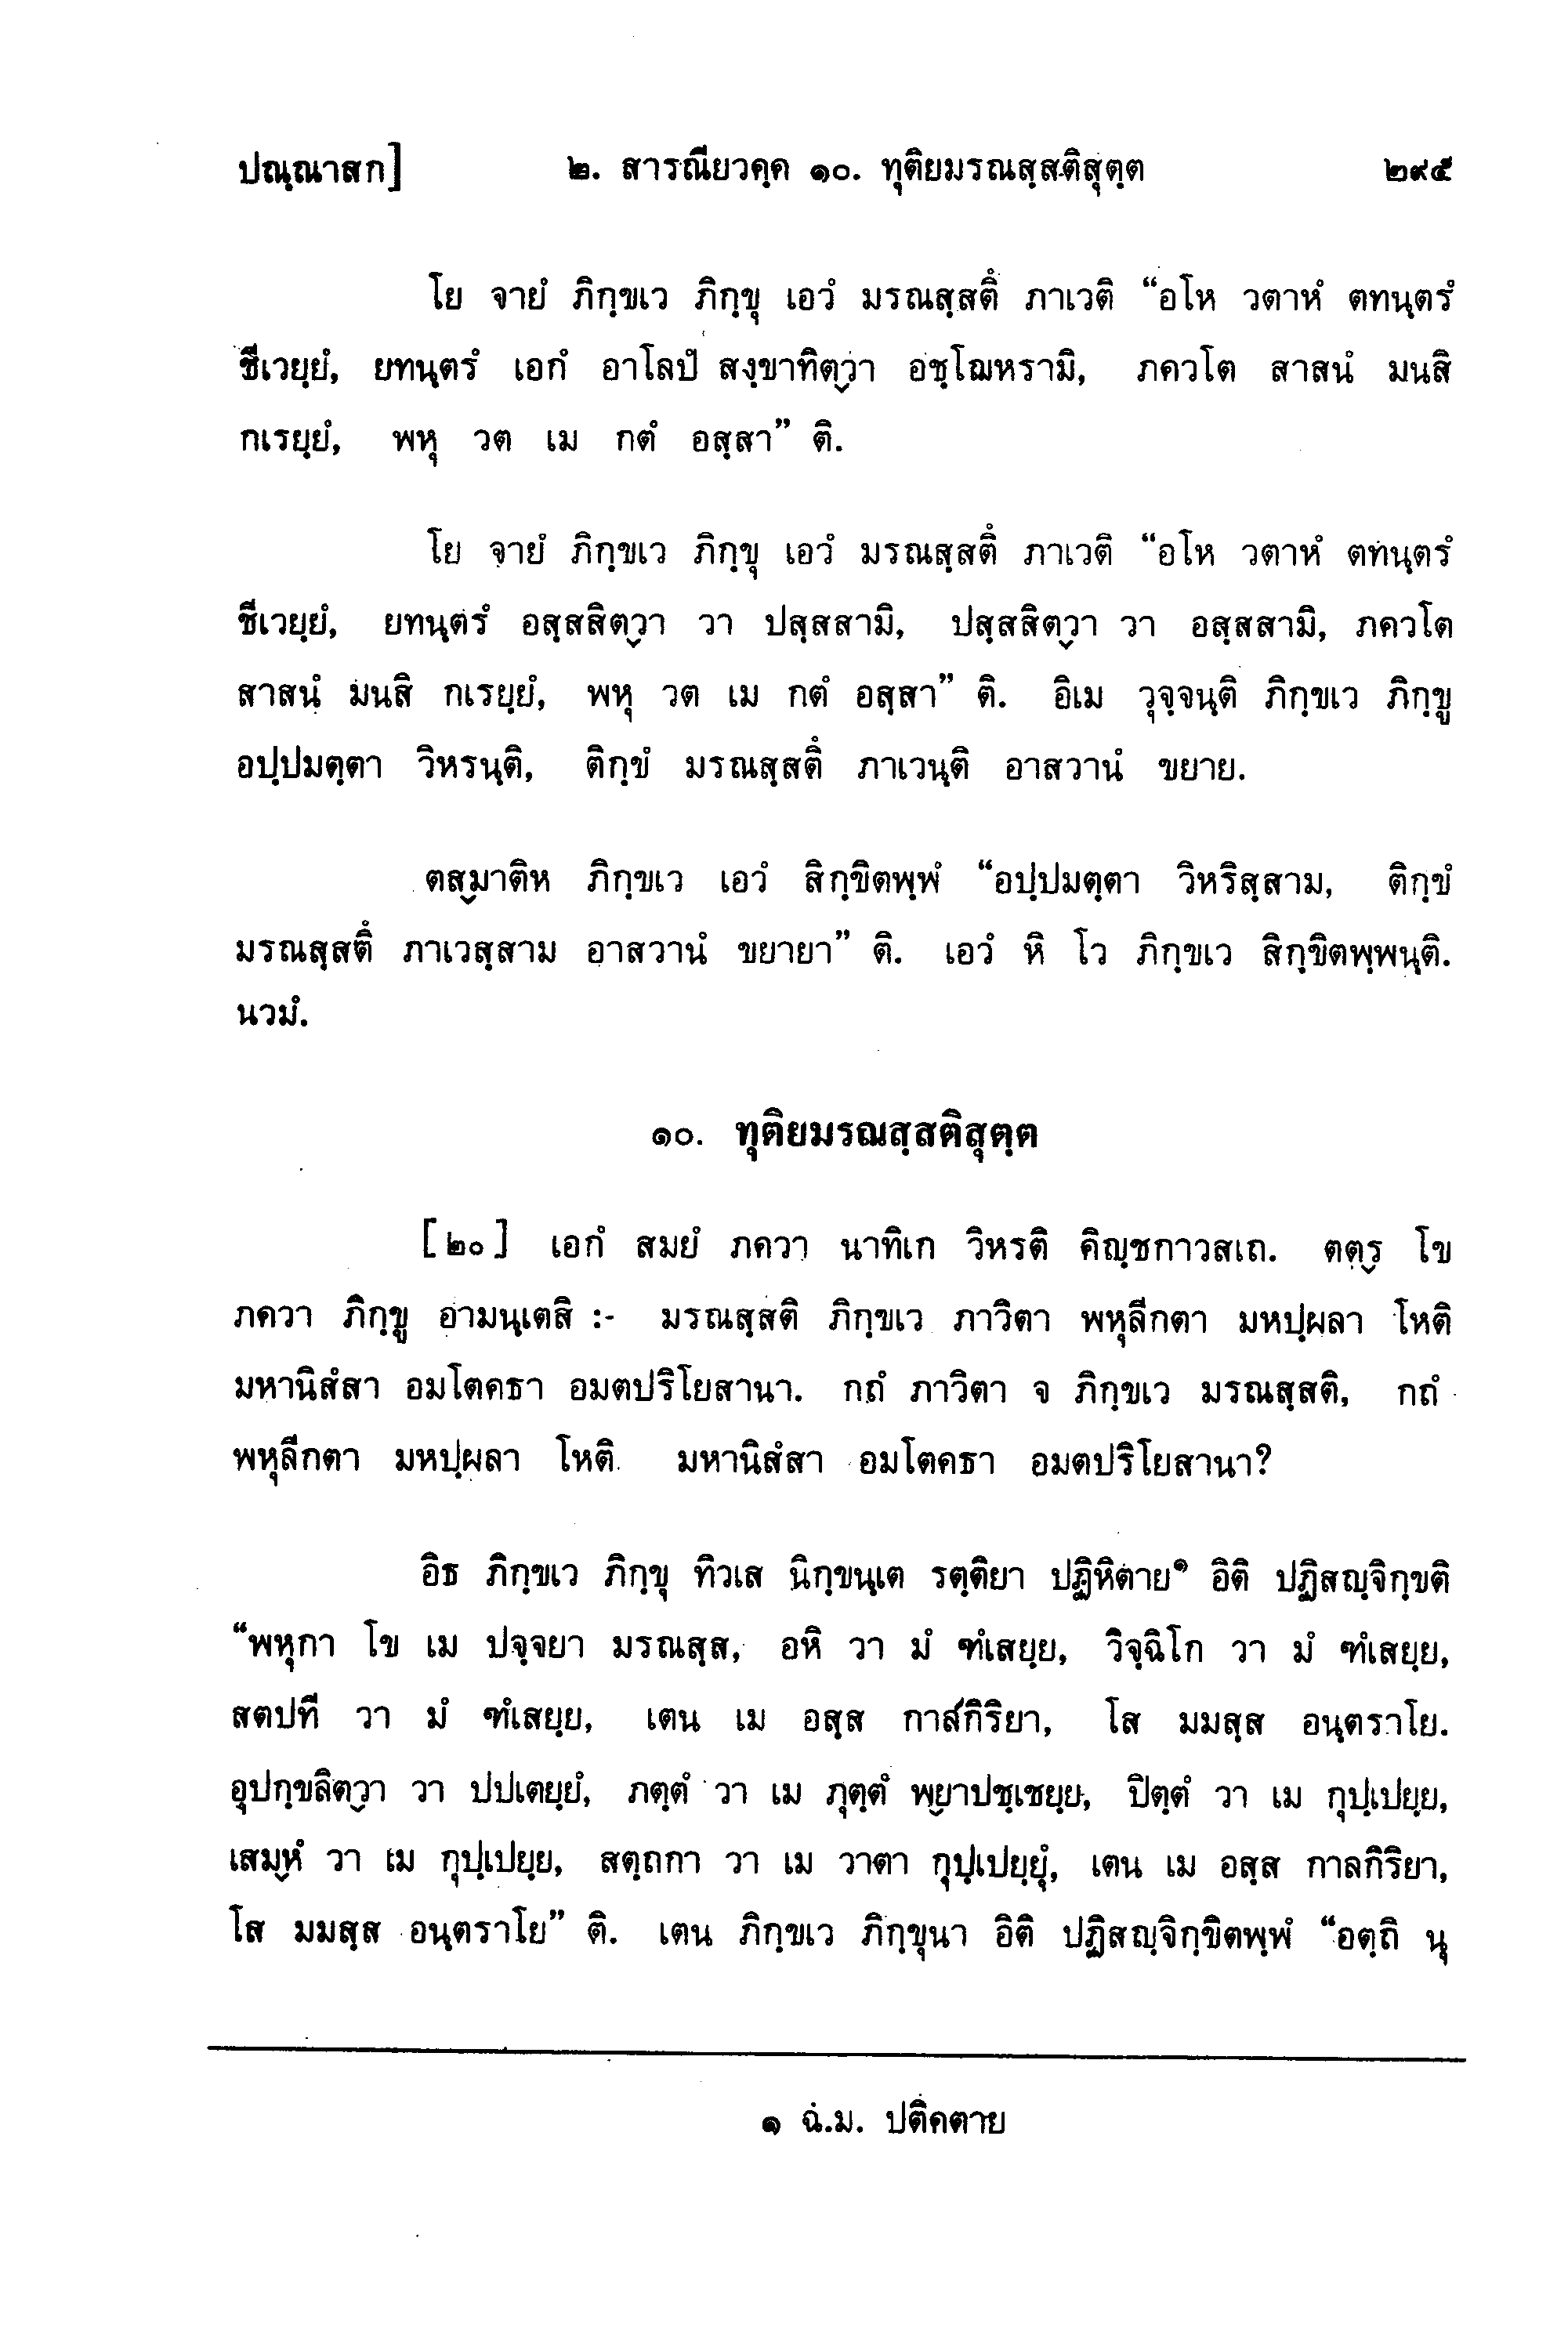 ปณฺณาสก]	๒. สารณียวคฺค ๑๐. ทุติยมรณสฺสติสุตฺต	๒๙๕
โย จายํ ภิกฺขเว ภิกฺขุ เอวํ มรณสฺสตึ ภาเวติ “อโห วตาหํ ตทนฺตรํ
ชีเวยฺยํ, ยทนฺตรํ เอกํ อาโลปํ สงฺขาทิตฺวา อชฺโฌหรามิ, ภควโต สาสนํ มนสิ
กเรยฺยํ, พหุ วต เม กตํ อสฺสา” ติ.
โย จายํ ภิกฺขเว ภิกฺขุ เอวํ มรณสฺสตึ ภาเวติ “อโห วตาหํ ตทนฺตรํ
ชีเวยฺยํ, ยทนฺตรํ อสฺสสิตฺวา วา ปสฺสสามิ, ปสฺสสิตฺวา วา อสฺสสามิ, ภควโต
สาสนํ มนสิ กเรยฺยํ, พหุ วต เม กตํ อสฺสา” ติ. อิเม วุจฺจนฺติ ภิกฺขเว ภิกฺขู
อปฺปมตฺตา วิหรนฺติ, ติกฺขํ มรณสฺสตึ ภาเวนฺติ อาสวานํ ขยาย.
ตสฺมาติห ภิกฺขเว เอวํ สิกฺขิตพฺพํ “อปฺปมตฺตา วิหริสฺสาม, ติกฺขํ
มรณสฺสตึ ภาเวสฺสาม อาสวานํ ขยายา” ติ. เอวํ หิ โว ภิกฺขเว สิกฺขิตพฺพนฺติ.
นวมํ.
๑๐. ทุติยมรณสฺสติสุตฺต
[๒๐] เอกํ สมยํ ภควา นาทิเก วิหรติ คิญฺชกาวสเถ. ตตฺร โข
ภควา ภิกฺขู อามนฺเตสิ :- มรณสฺสติ ภิกฺขเว ภาวิตา พหุลีกตา มหปฺผลา โหติ
มหานิสํสา อมโตคธา อมตปริโยสานา. กถํ ภาวิตา จ ภิกฺขเว มรณสฺสติ, กถํ
พหุลีกตา มหปฺผลา โหติ มหานิสํสา อมโตคธา อมตปริโยสานา?
อิธ ภิกฺขเว ภิกฺขุ ทิวเส นิกฺขนฺเต รตฺติยา ปฏิหิตาย๑ อิติ ปฏิสญฺจิกฺขติ
“พหุกา โข เม ปจฺจยา มรณสฺส, อหิ วา มํ ฑํเสยฺย, วิจฺฉิโก วา มํ ฑํเสยฺย,
สตปที วา มํ ฑํเสยฺย, เตน เม อสฺส กาลกิริยา, โส มมสฺส อนฺตราโย.
อุปกฺขลิตฺวา วา ปปเตยฺยํ, ภตฺตํ วา เม ภุตฺตํ พฺยาปชฺเชยฺย, ปิตฺตํ วา เม กุปฺเปยฺย,
เสมฺหํ วา เม กุปฺเปยฺย, สตฺถกา วา เม วาตา กุปฺเปยฺยุํ, เตน เม อสฺส กาลกิริยา,
โส มมสฺส อนฺตราโย” ติ. เตน ภิกฺขเว ภิกฺขุนา อิติ ปฏิสญฺจิกฺขิตพฺพํ “อตฺถิ นุ
๑ ฉ.ม. ปติคตาย